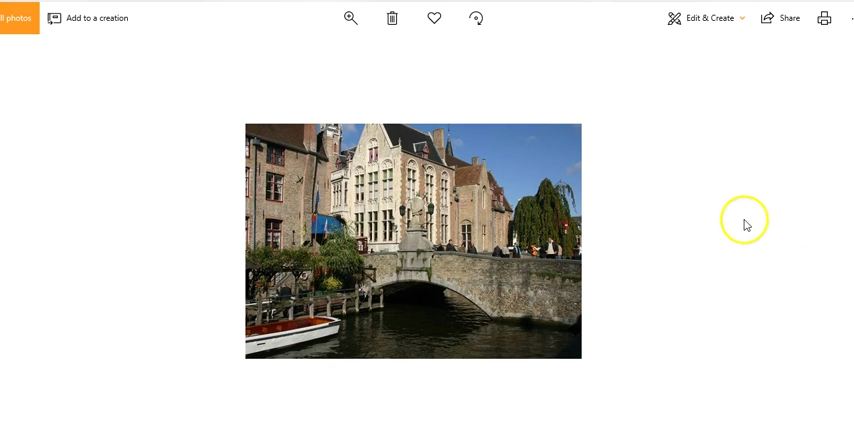 ll photos
Add to a creation
Edit & Create
Share